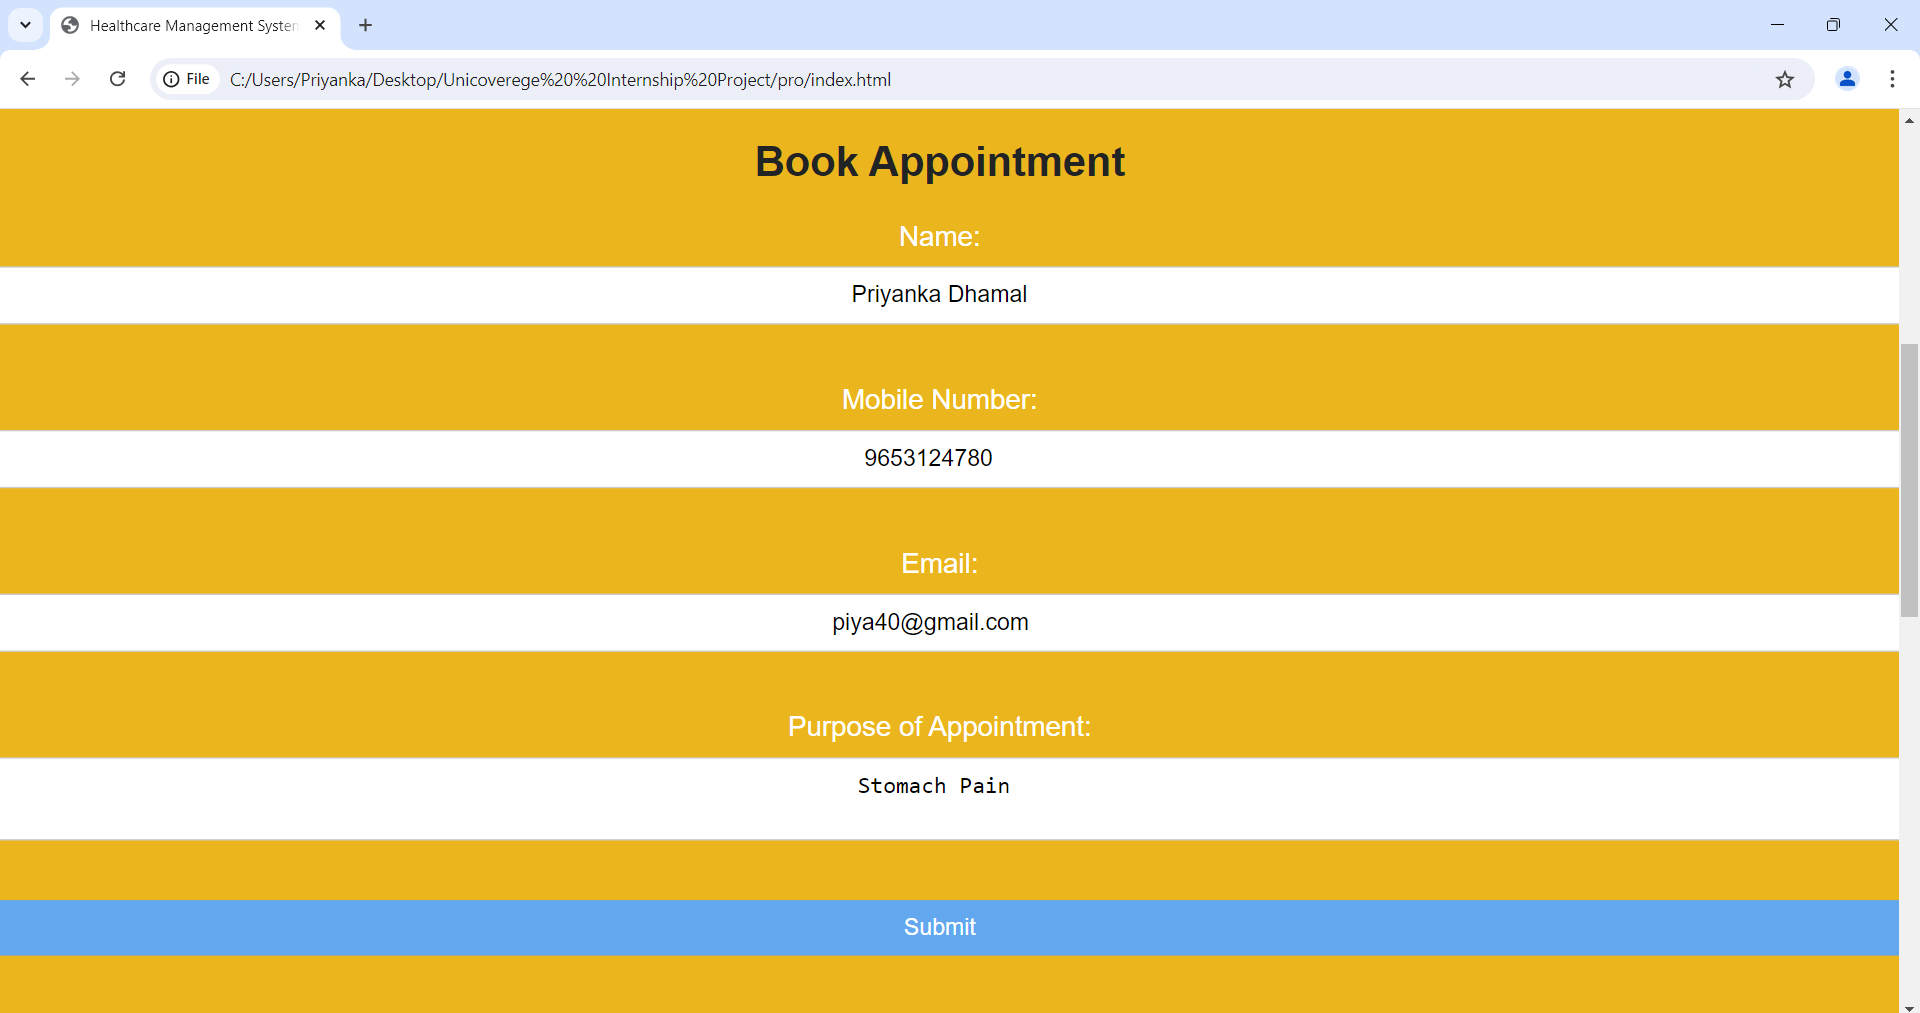 Healthcare Management System
File
C:/Users/Priyanka/Desktop/Unicoverege%20%20Internship%20Project/pro/index.html
Book Appointment
Name:
Priyanka Dhamal
Mobile Number:
9653124780
Email:
piya40@gmail.com
Purpose of Appointment:
Stomach Pain
Submit